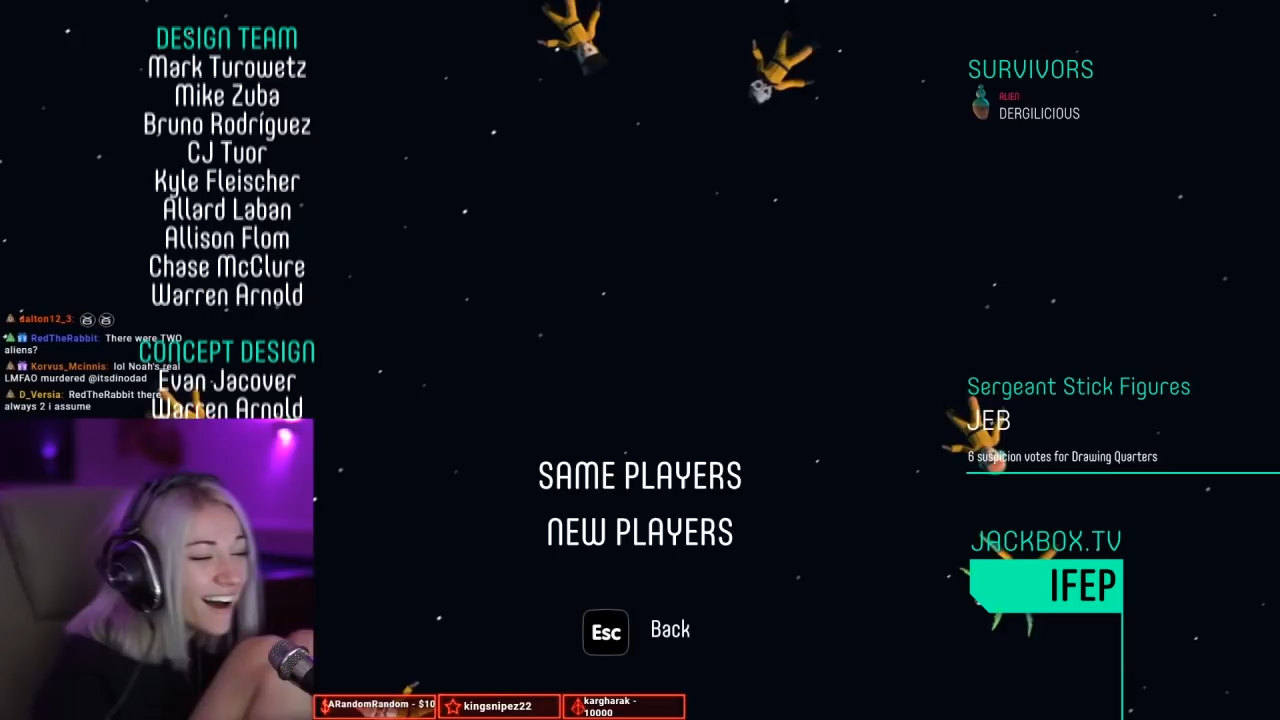 DESIGN TEAM
Mark Turowetz
Mike Zuba
Bruno Rodríguez
CJ Tuor
Kyle Fleischer
Allard Laban
Allison Flom
Chase McClure
Warren Arnold
CONCEPT DESIGN
Evan Jacover
Warren Arnold
dalton12_3:
RedTheRabbit: There were TWO
aliens?
Korvus_Mcinnis: lol Noah's real
LMFAO murdered @itsdinodad
D_Versia: RedTheRabbit there
always 2 i assume
SAME PLAYERS
NEW PLAYERS
Esc Back
SURVIVORS
ALIEN
DERGILICIOUS
Sergeant Stick Figures
JEB
6 suspicion votes for Drawing Quarters
JACKBOX.TV
IFEP
ARandomRandom - $10
kingsnipez22
kargharak -
10000